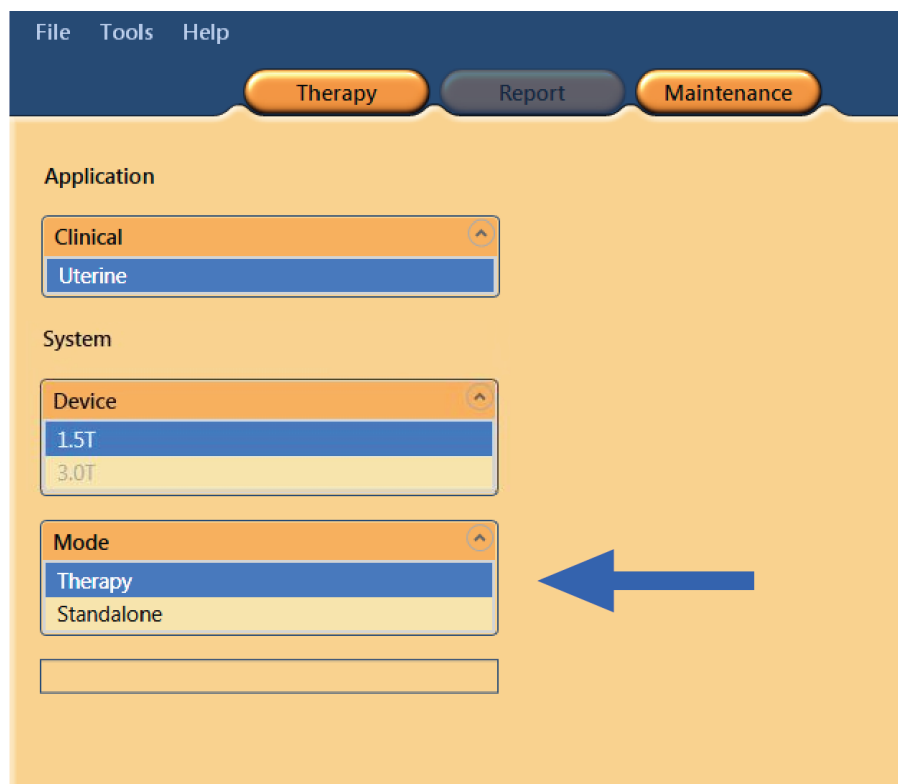 File Tools Help
Therapy Report Maintenance
Application
Clinical
Uterine
System
Device
1.5T
3.0T
Mode
Therapy
Standalone